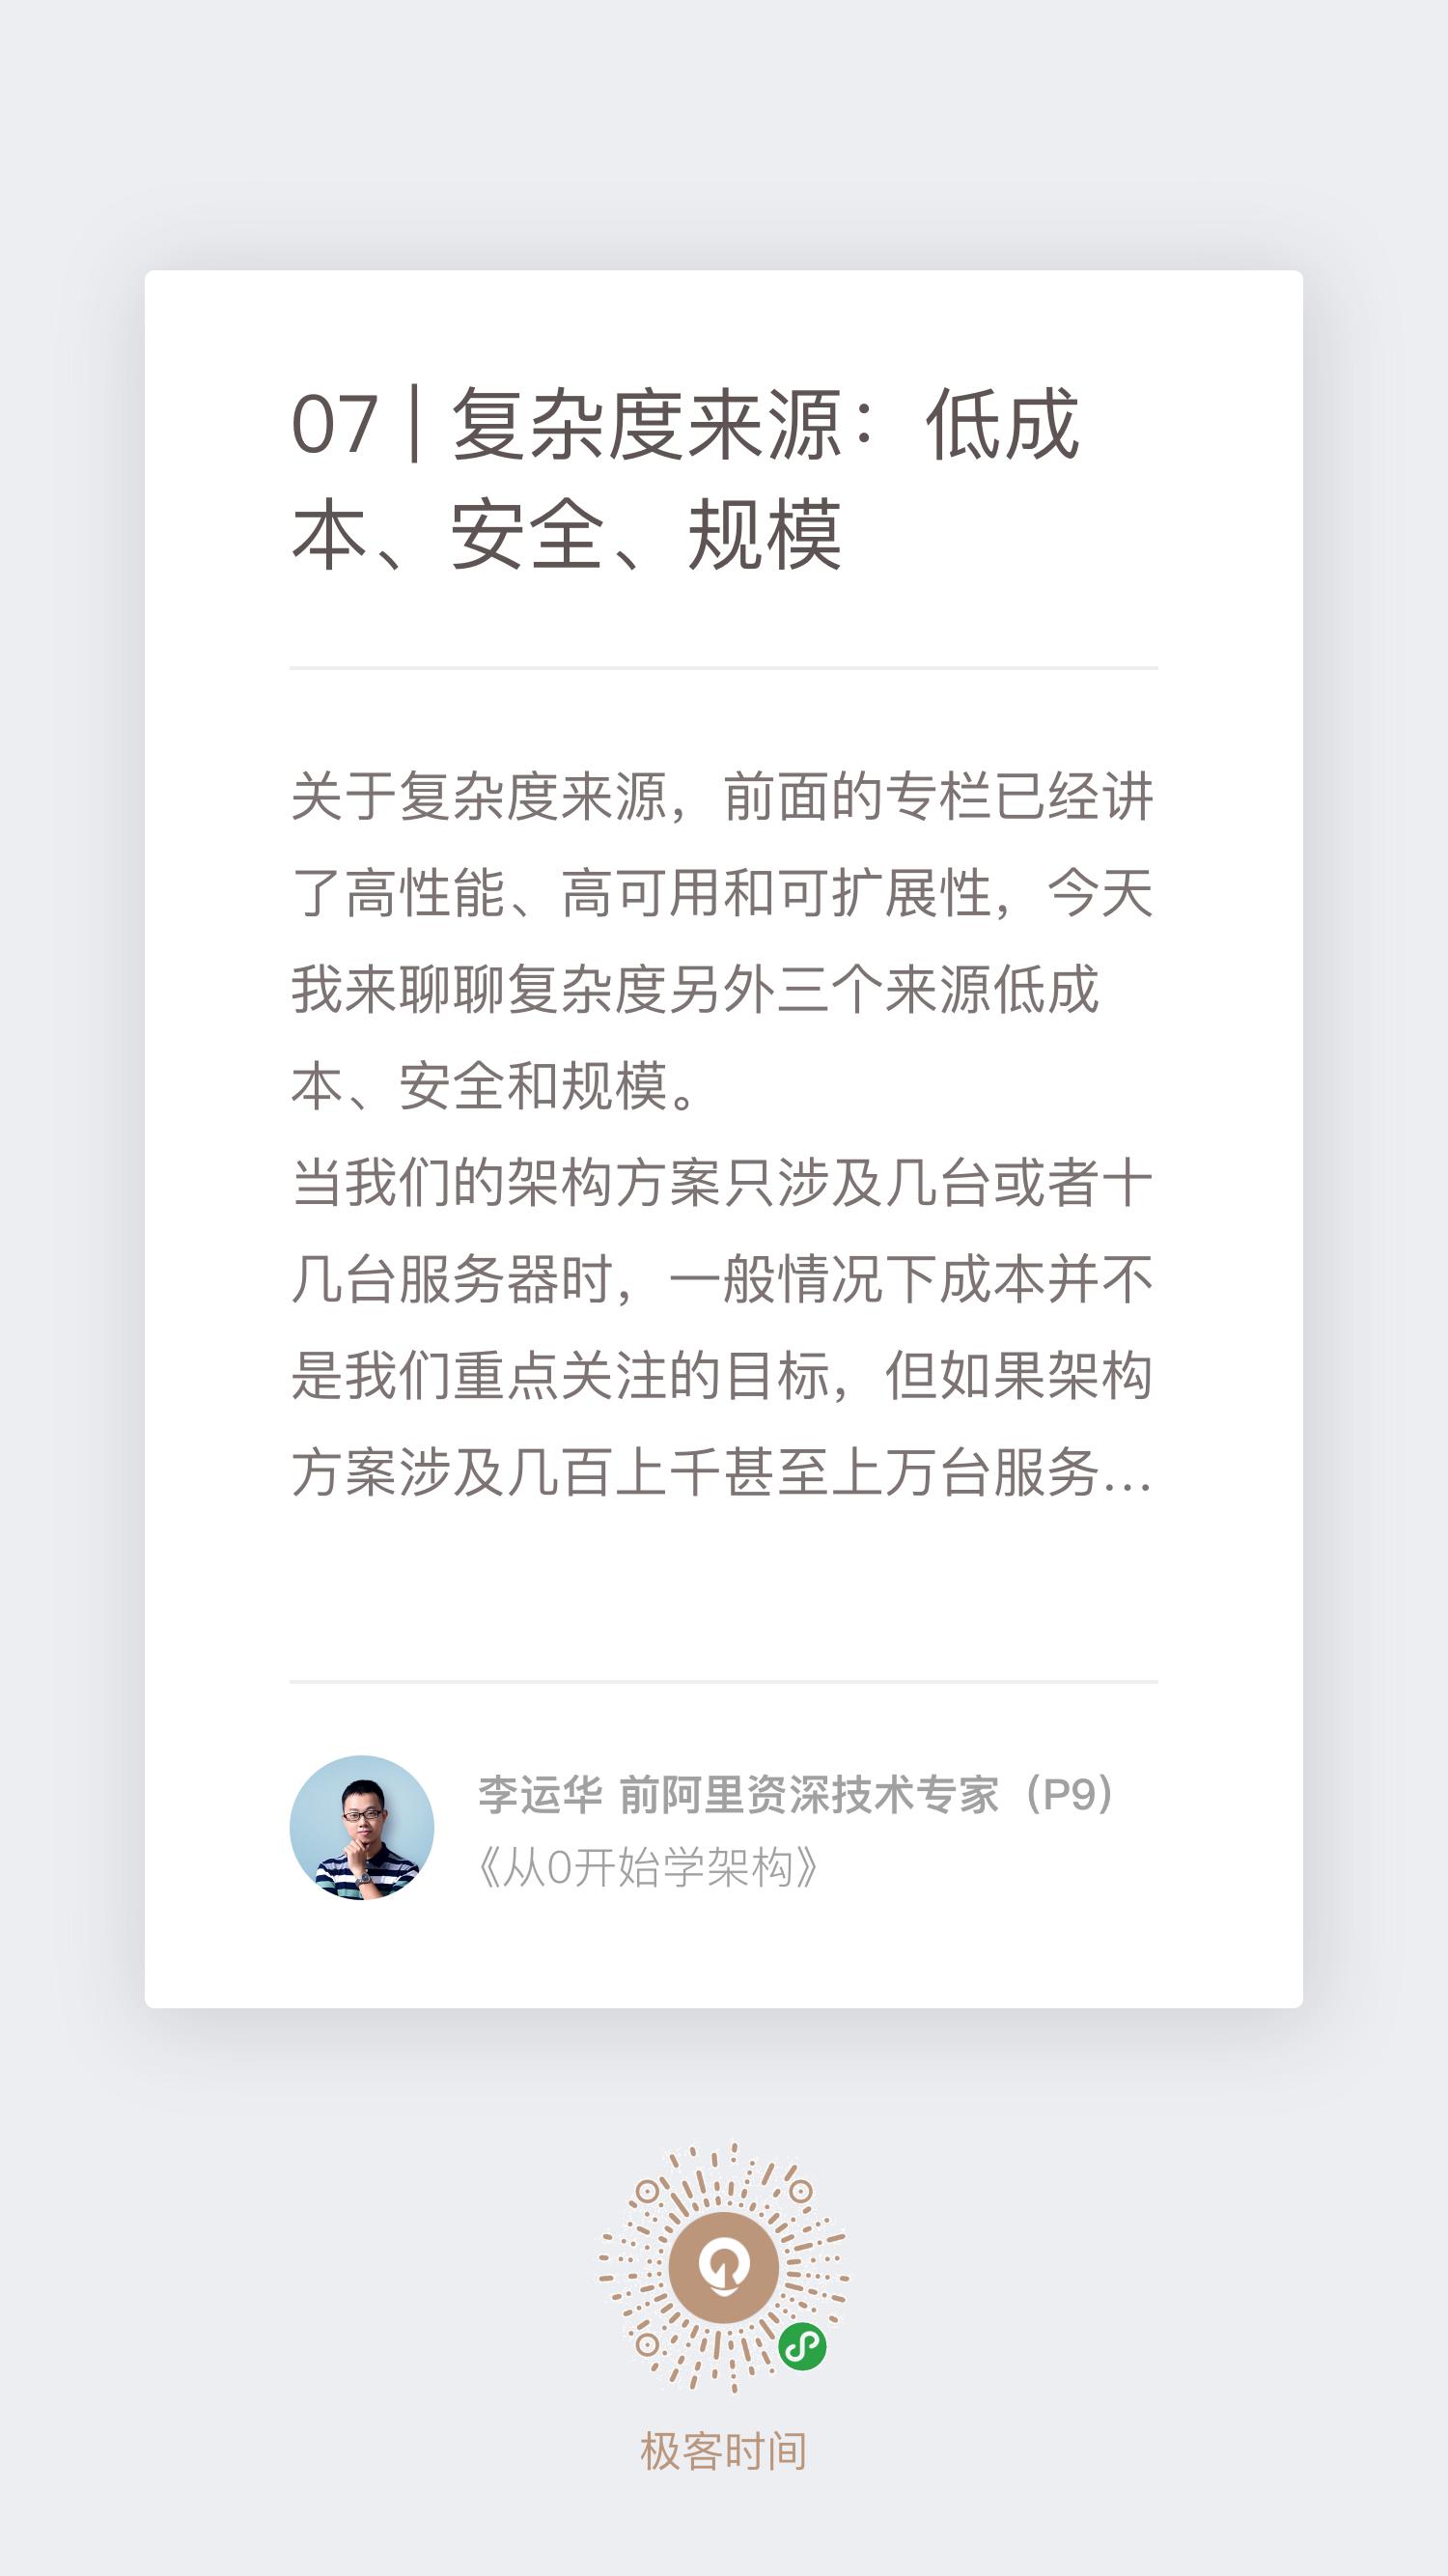 07 | 复杂度来源：低成
本、安全、规模
关于复杂度来源，前面的专栏已经讲
了高性能、高可用和可扩展性，今天
我来聊聊复杂度另外三个来源低成
本、安全和规模。
当我们的架构方案只涉及几台或者十
几台服务器时，一般情况下成本并不
是我们重点关注的目标，但如果架构
方案涉及几百上千甚至上万台服务...
李运华 前阿里资深技术专家（P9）
《从0开始学架构》
极客时间